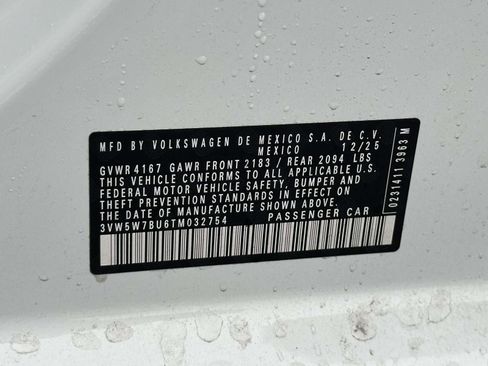 MFD BY VOLKSWAGEN DE MEXICO S.A. DE C.V.
MEXICO 12/25
GVWR 4167 GAWR FRONT 2183 / REAR 2094 LBS
THIS VEHICLE CONFORMS TO ALL APPLICABLE U.S.
FEDERAL MOTOR VEHICLE SAFETY, BUMPER AND
THEFT PREVENTION STANDARDS IN EFFECT ON
THE DATE OF MANUFACTURE SHOWN ABOVE.
3VW5W7BU6TM032754 PASSENGER CAR
0231411 3963 M